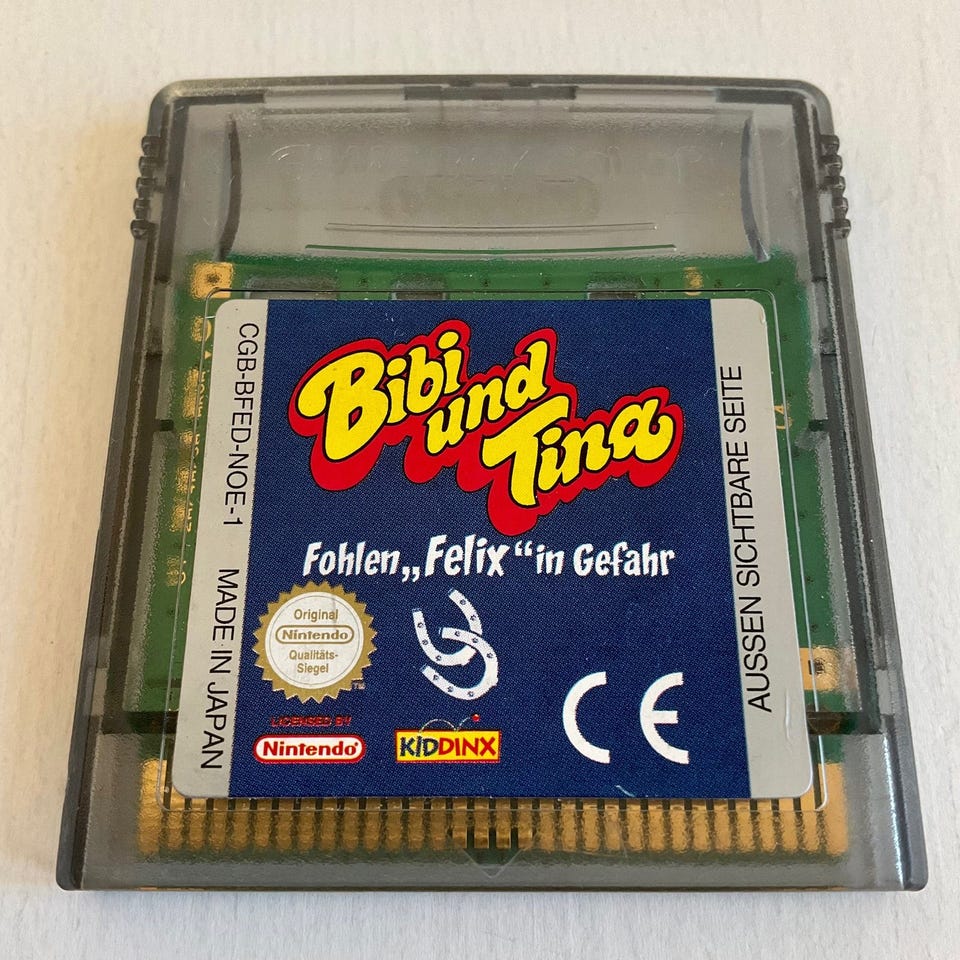 CGB-BFED-NOE-1 MADE IN JAPAN
Bibi
und
Tina
Fohlen „Felix“ in Gefahr
Original
Nintendo
Qualitäts-
Siegel
TM
LICENSED BY
Nintendo
KIDDINX
CE
AUSSEN SICHTBARE SEITE